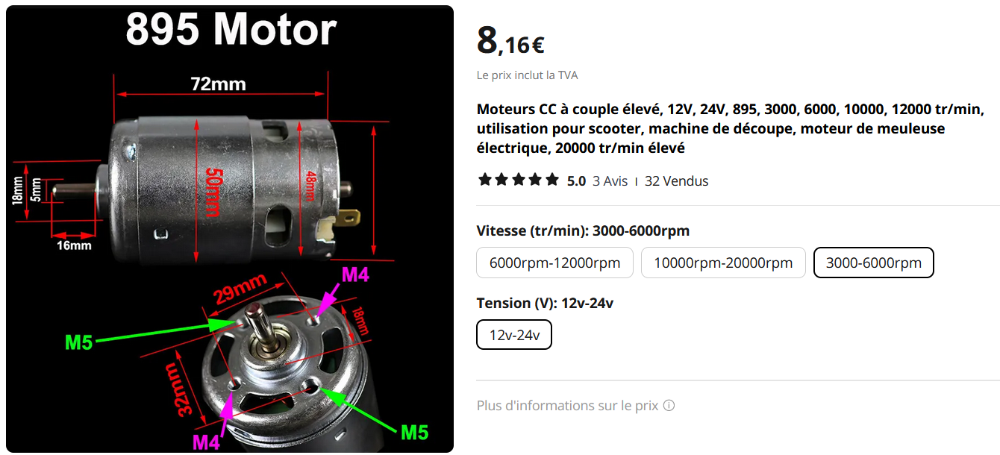 895 Motor
72mm
50mm
48mm
18mm
5mm
16mm
M4
29mm
18mm
M5
32mm
M4
M5
8,16€
Le prix inclut la TVA
Moteurs CC à couple élevé, 12V, 24V, 895, 3000, 6000, 10000, 12000 tr/min,
utilisation pour scooter, machine de découpe, moteur de meuleuse
électrique, 20000 tr/min élevé
5.0 3 Avis | 32 Vendus
Vitesse (tr/min): 3000-6000rpm
6000rpm-12000rpm 10000rpm-20000rpm 3000-6000rpm
Tension (V): 12v-24v
12v-24v
Plus d'informations sur le prix